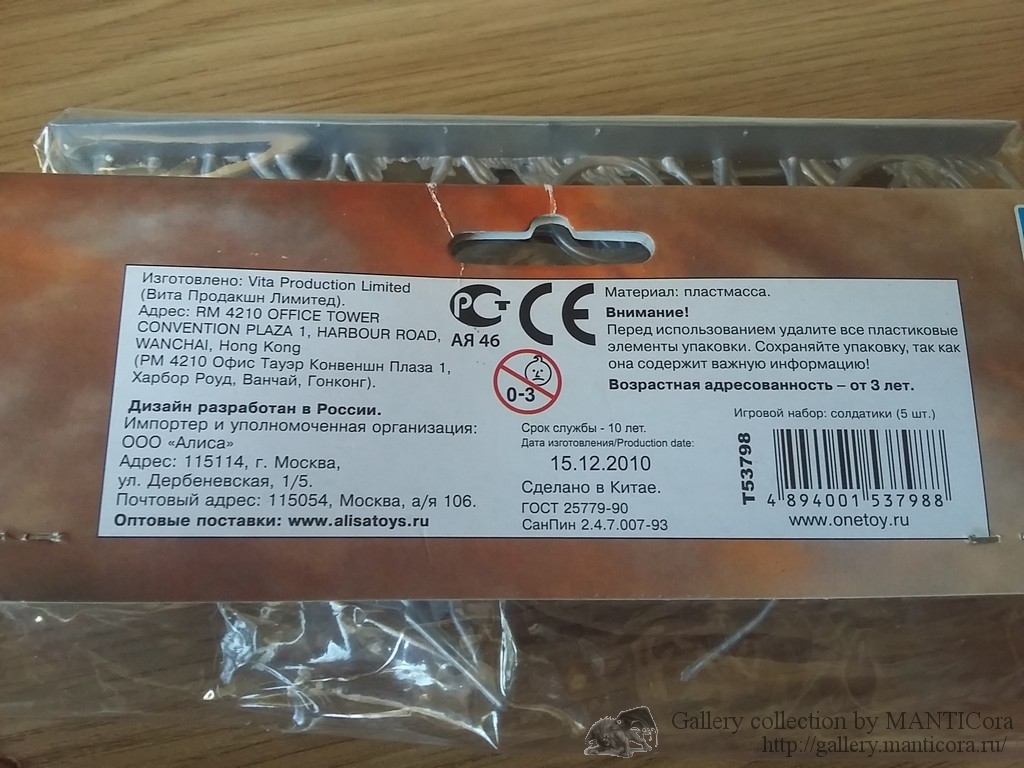 Изготовлено: Vita Production Limited
(Вита Продакшн Лимитед).
Адрес: RM 4210 OFFICE TOWER
CONVENTION PLAZA 1, HARBOUR ROAD,
WANCHAI, Hong Kong
(РМ 4210 Офис Тауэр Конвеншн Плаза 1,
Харбор Роуд, Ванчай, Гонконг).
Дизайн разработан в России.
Импортер и уполномоченная организация:
ООО «Алиса»
Адрес: 115114, г. Москва,
ул. Дербеневская, 1/5.
Почтовый адрес: 115054, Москва, а/я 106.
Оптовые поставки: www.alisatoys.ru
РСТ CE
АЯ 46
0-3
Срок службы - 10 лет.
Дата изготовления/Production date:
15.12.2010
Сделано в Китае.
ГОСТ 25779-90
СанПин 2.4.7.007-93
Материал: пластмасса.
Внимание!
Перед использованием удалите все пластиковые
элементы упаковки. Сохраняйте упаковку, так как
она содержит важную информацию!
Возрастная адресованность – от 3 лет.
Игровой набор: солдатики (5 шт.)
T53798
4 894001 537988
www.onetoy.ru
Gallery collection by MANTICora
http://gallery.manticora.ru/